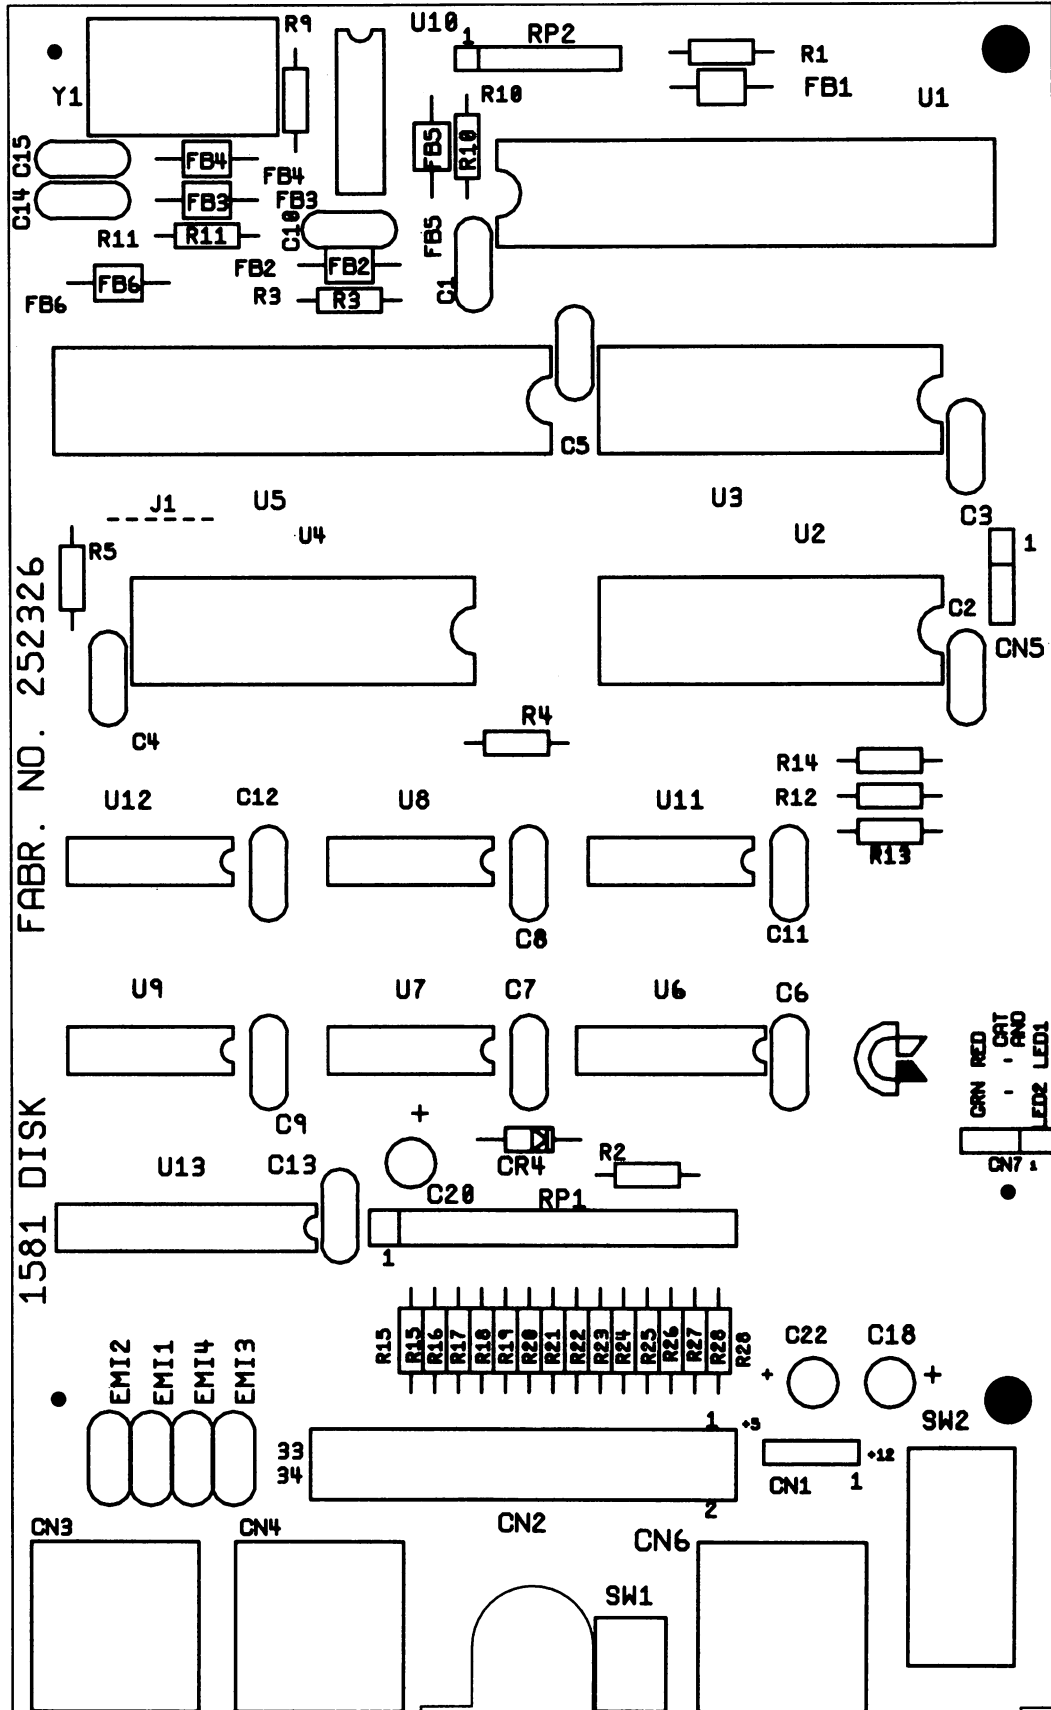 R9
U10
1
RP2
R1
Y1
R10
FB1
U1
C15
FB4
FB5
R10
FB4
C14
FB3
FB3
C10
FB5
R11
R11
FB2
FB2
C1
FB6
FB6
R3
R3
C5
J1
U5
U3
C3
R5
U4
U2
1
C2
CN5
FABR. NO. 252326
C4
R4
R14
U12
C12
U8
U11
R12
R13
C8
C11
U9
U7
C7
U6
C6
GRN RED
- CAT
- AND
LED2 LED1
C9
+
CR4
R2
CN7 1
U13
C13
C20
RP1
1
1581 DISK
R15
R15
R16
R17
R18
R19
R20
R21
R22
R23
R24
R25
R26
R27
R28
R28
C22
C18
+
+
EMI2
EMI1
EMI4
EMI3
1
+5
SW2
33
34
+12
CN1
1
2
CN3
CN4
CN2
CN6
SW1